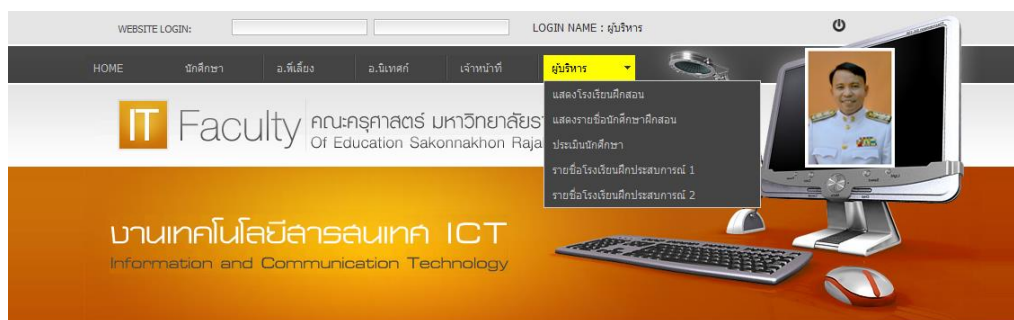 WEBSITE LOGIN: LOGIN NAME : ผู้บริหาร
HOME นักศึกษา อ.พี่เลี้ยง อ.นิเทศก์ เจ้าหน้าที่ ผู้บริหาร
แสดงโรงเรียนฝึกสอน
แสดงรายชื่อนักศึกษาฝึกสอน
ประเมินนักศึกษา
รายชื่อโรงเรียนฝึกประสบการณ์ 1
รายชื่อโรงเรียนฝึกประสบการณ์ 2
IT Faculty คณะครุศาสตร์ มหาวิทยาลัยรา
Of Education Sakonnakhon Raja
งานเทคโนโลยีสารสนเทศ ICT
Information and Communication Technology